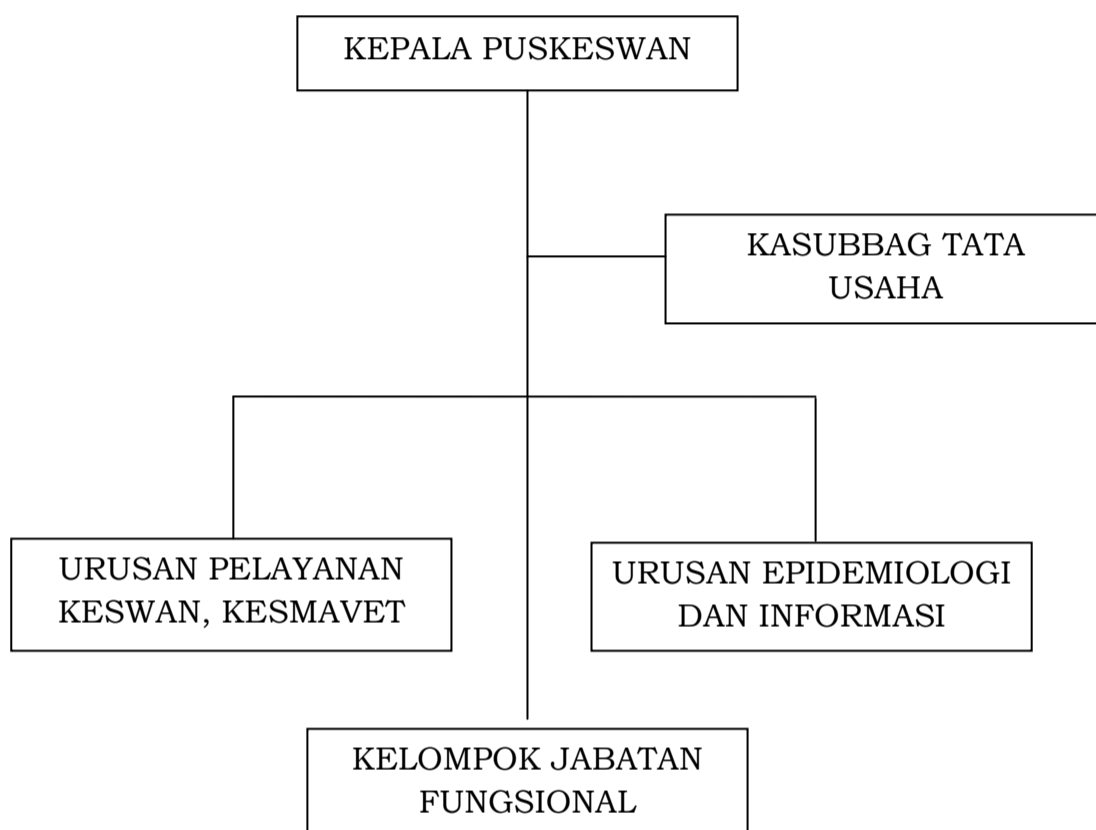 KEPALA PUSKESWAN
KASUBBAG TATA
USAHA
URUSAN PELAYANAN
KESWAN, KESMAVET
URUSAN EPIDEMIOLOGI
DAN INFORMASI
KELOMPOK JABATAN
FUNGSIONAL